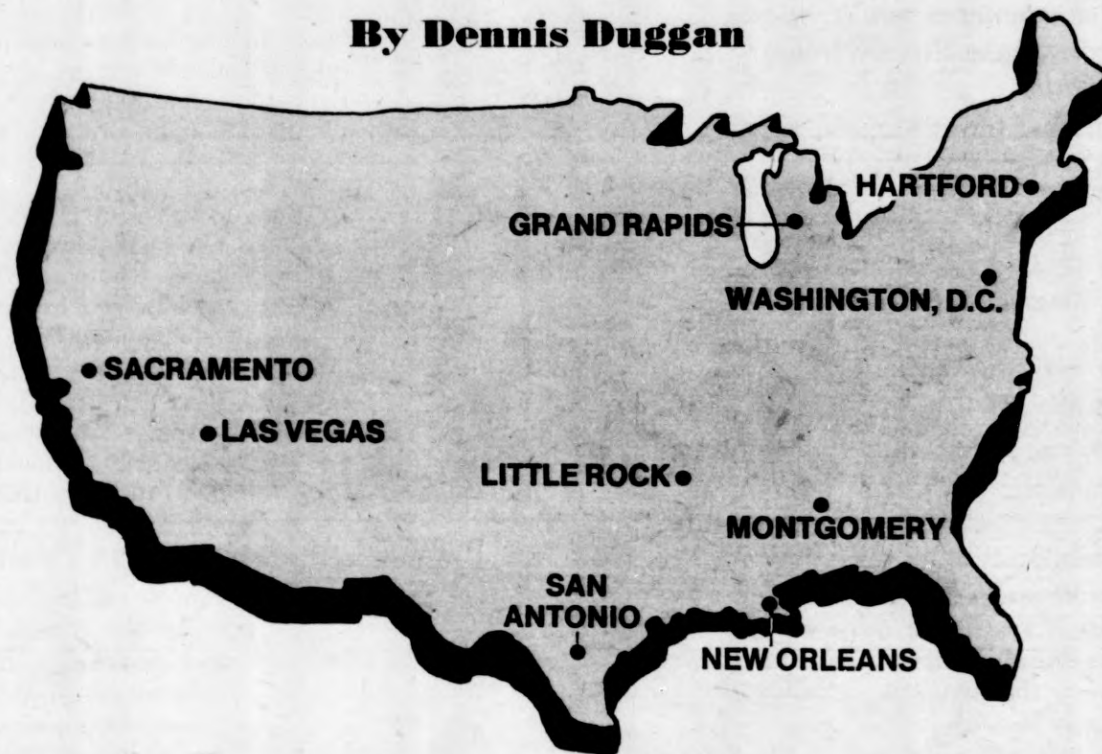 By Dennis Duggan
HARTFORD
GRAND RAPIDS
WASHINGTON, D.C.
SACRAMENTO
LAS VEGAS
LITTLE ROCK
MONTGOMERY
SAN
ANTONIO
NEW ORLEANS